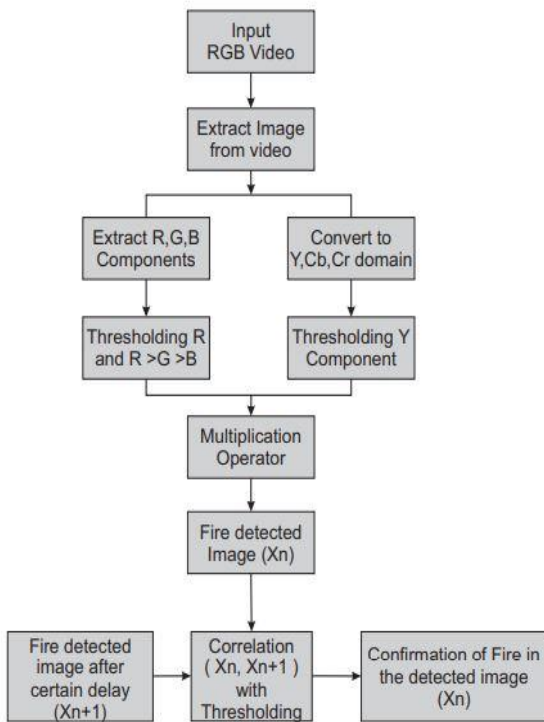 Input
RGB Video
Extract Image
from video
Extract R,G,B
Components
Convert to
Y,Cb,Cr domain
Thresholding R
and R >G >B
Thresholding Y
Component
Multiplication
Operator
Fire detected
Image (Xn)
Fire detected
image after
certain delay
(Xn+1)
Correlation
( Xn, Xn+1 )
with
Thresholding
Confirmation of Fire in
the detected image
(Xn)